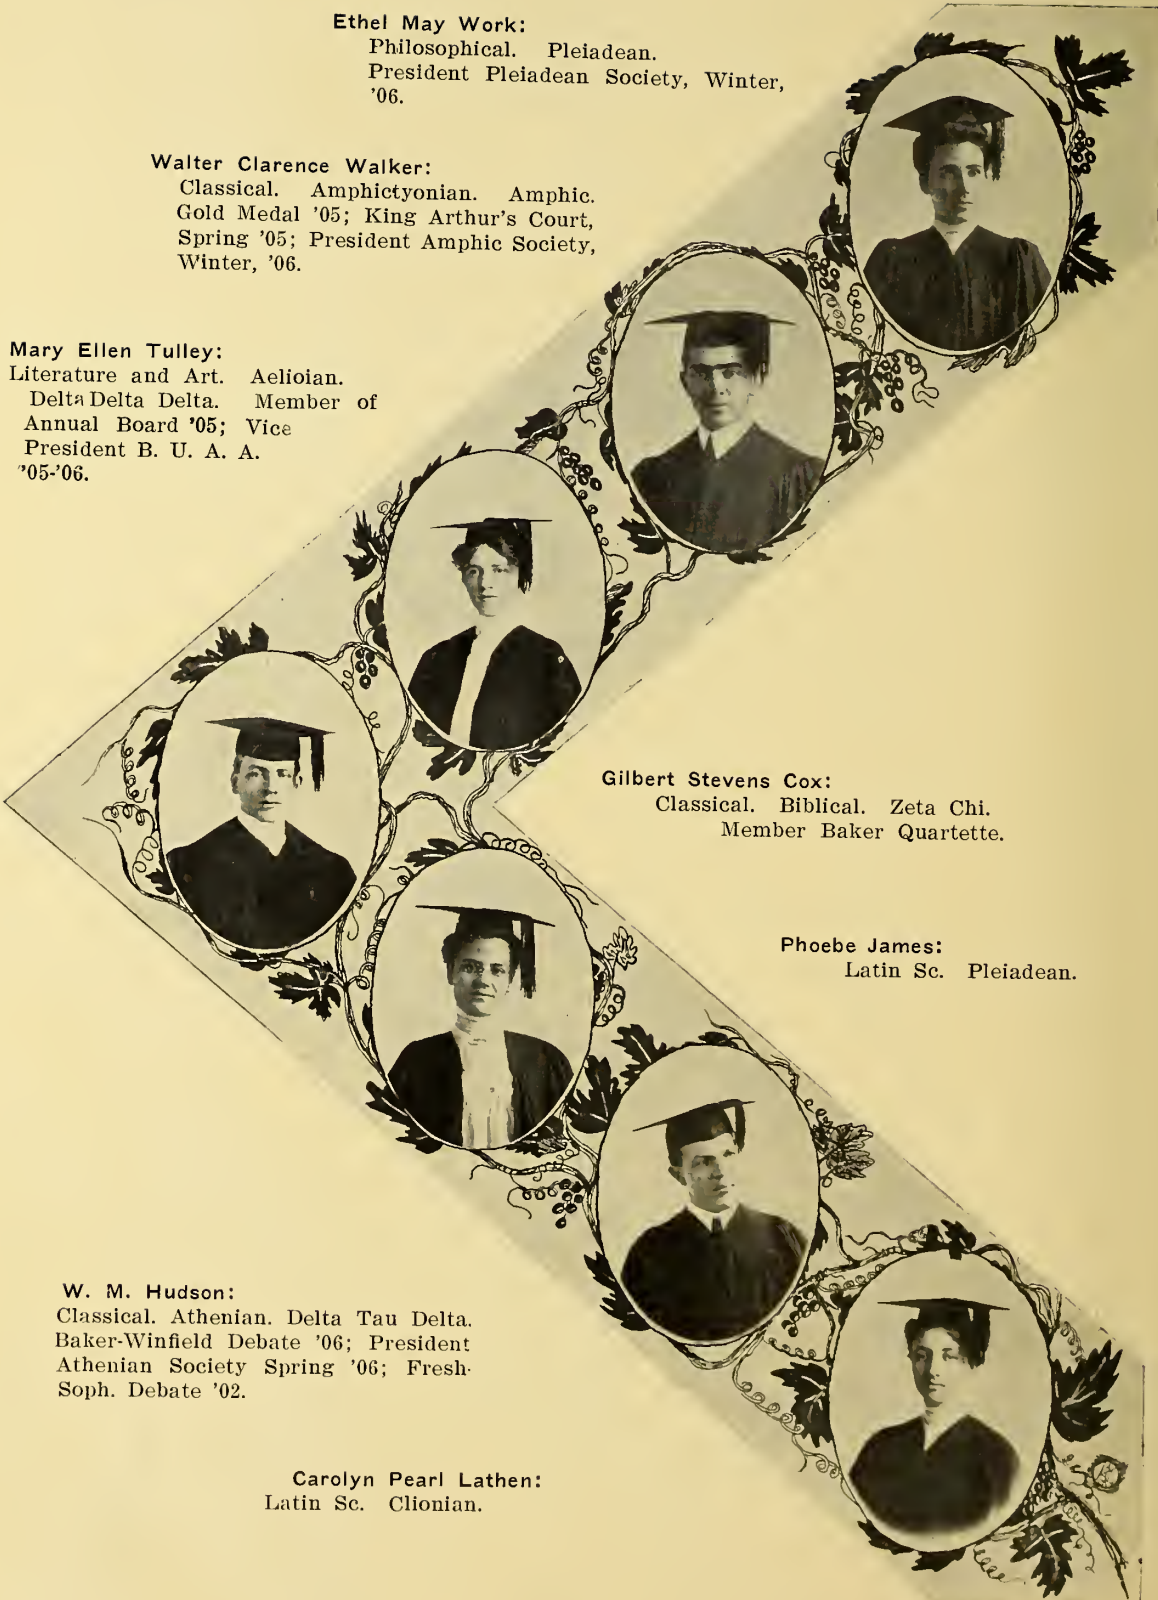 Ethel May Work:
Philosophical. Pleiadean.
President Pleiadean Society, Winter,
'06.
Walter Clarence Walker:
Classical. Amphictyonian. Amphic.
Gold Medal '05; King Arthur's Court,
Spring '05; President Amphic Society,
Winter, '06.
Mary Ellen Tulley:
Literature and Art. Aelioian.
Delta Delta Delta. Member of
Annual Board '05; Vice
President B. U. A. A.
'05-'06.
Gilbert Stevens Cox:
Classical. Biblical. Zeta Chi.
Member Baker Quartette.
Phoebe James:
Latin Sc. Pleiadean.
W. M. Hudson:
Classical. Athenian. Delta Tau Delta.
Baker-Winfield Debate '06; President
Athenian Society Spring '06; Fresh-
Soph. Debate '02.
Carolyn Pearl Lathen:
Latin Sc. Clionian.